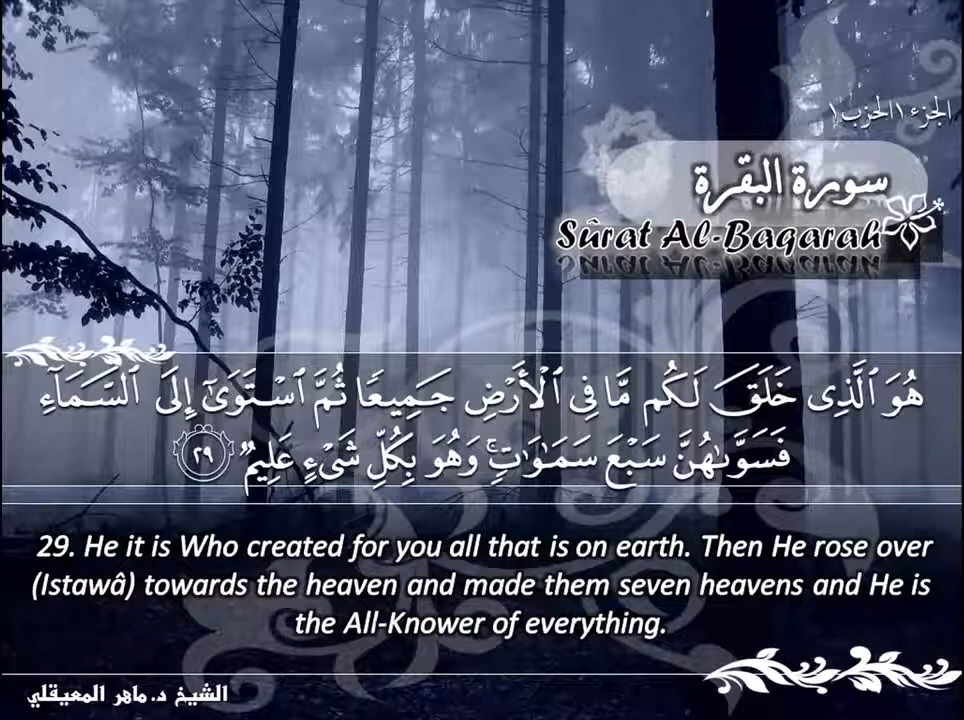 الجزء ١ الحزب ١
سورة البقرة
Sûrat Al-Baqarah
هُوَ ٱلَّذِى خَلَقَ لَكُم مَّا فِى ٱلْأَرْضِ جَمِيعًا ثُمَّ ٱسْتَوَىٰٓ إِلَى ٱلسَّمَآءِ
فَسَوَّىٰهُنَّ سَبْعَ سَمَٰوَٰتٍ ۚ وَهُوَ بِكُلِّ شَىْءٍ عَلِيمٌ ٢٩
29. He it is Who created for you all that is on earth. Then He rose over
(Istawâ) towards the heaven and made them seven heavens and He is
the All-Knower of everything.
الشيخ د. ماهر المعيقلي